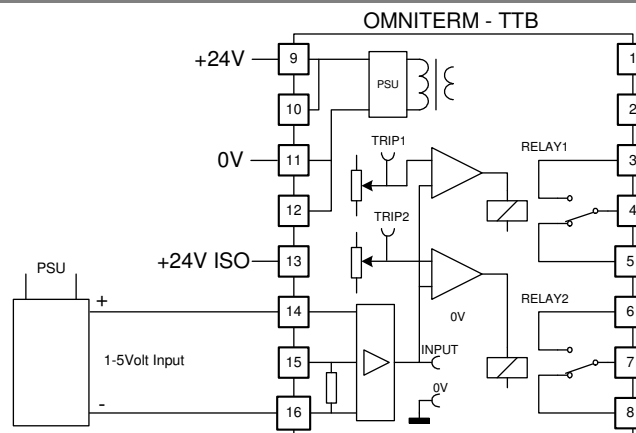 OMNITERM - TTB
+24V
9
PSU
1
10
2
TRIP1
RELAY1
0V
11
3
12
TRIP2
4
+24V ISO
13
5
PSU
+
14
RELAY2
6
0V
1-5Volt Input
15
INPUT
7
0V
-
16
8